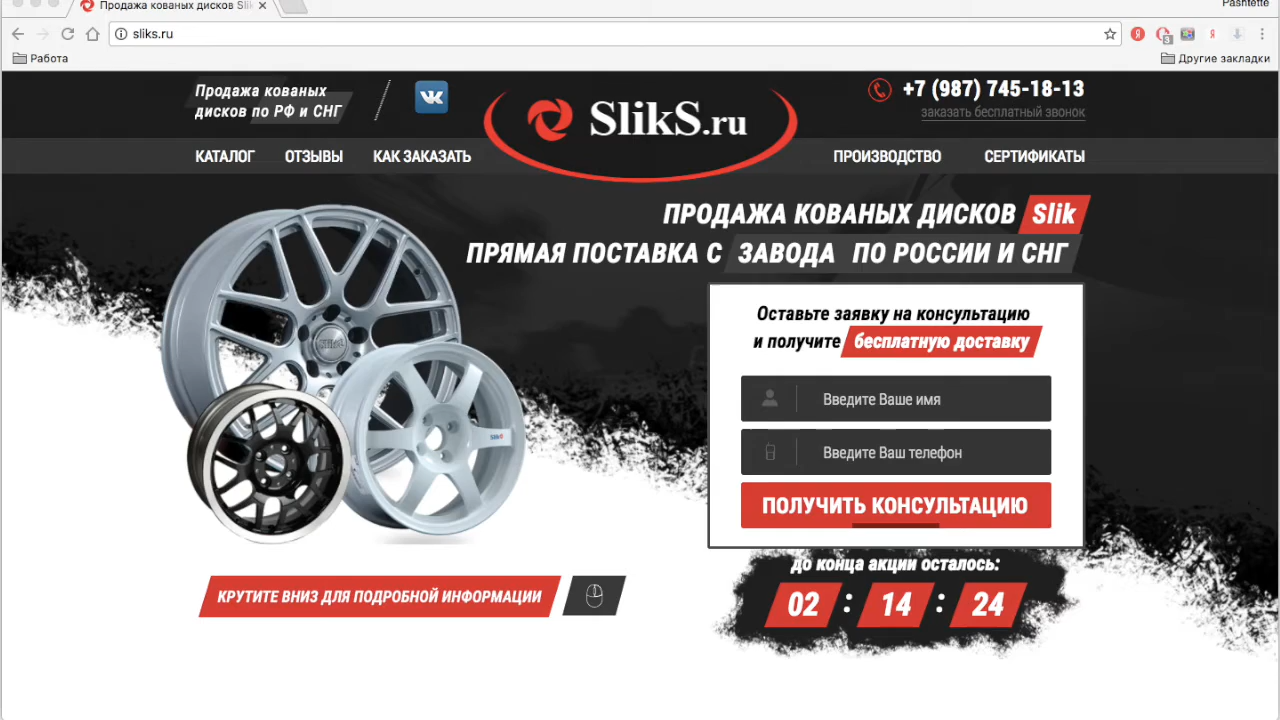 Продажа кованых дисков Slik
Pashtette
sliks.ru
3
Работа
Другие закладки
Продажа кованых
дисков по РФ и СНГ
SlikS.ru
+7 (987) 745-18-13
заказать бесплатный звонок
КАТАЛОГ ОТЗЫВЫ КАК ЗАКАЗАТЬ ПРОИЗВОДСТВО СЕРТИФИКАТЫ
ПРОДАЖА КОВАНЫХ ДИСКОВ Slik
ПРЯМАЯ ПОСТАВКА С ЗАВОДА ПО РОССИИ И СНГ
Оставьте заявку на консультацию
и получите бесплатную доставку
Введите Ваше имя
Введите Ваш телефон
ПОЛУЧИТЬ КОНСУЛЬТАЦИЮ
до конца акции осталось:
02 : 14 : 24
КРУТИТЕ ВНИЗ ДЛЯ ПОДРОБНОЙ ИНФОРМАЦИИ